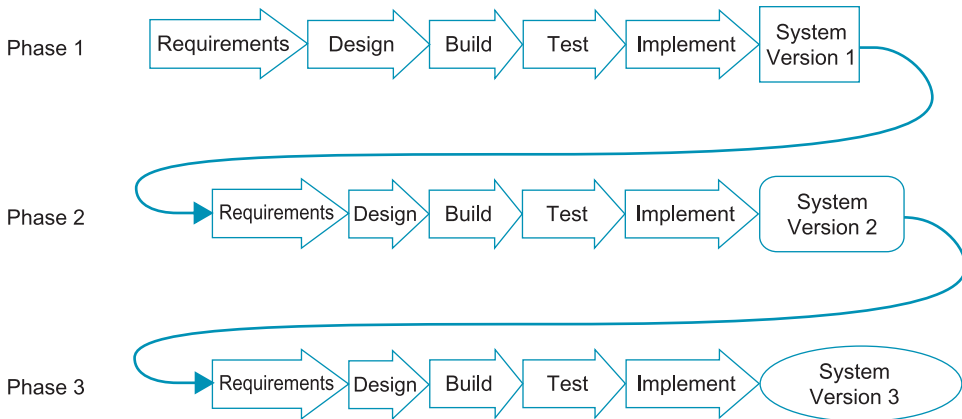 Phase 1
Requirements
Design
Build
Test
Implement
System
Version 1
Phase 2
Requirements
Design
Build
Test
Implement
System
Version 2
Phase 3
Requirements
Design
Build
Test
Implement
System
Version 3